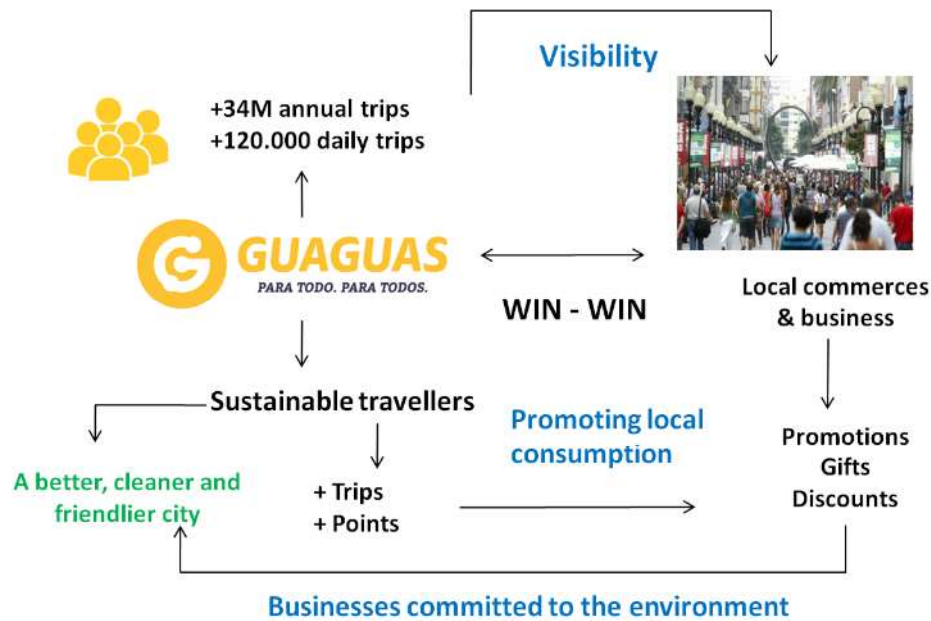 Visibility
+34M annual trips
+120.000 daily trips
GUAGUAS
PARA TODO. PARA TODOS.
WIN - WIN
Local commerces
& business
Sustainable travellers
Promoting local
consumption
Promotions
Gifts
Discounts
A better, cleaner and
friendlier city
+ Trips
+ Points
Businesses committed to the environment